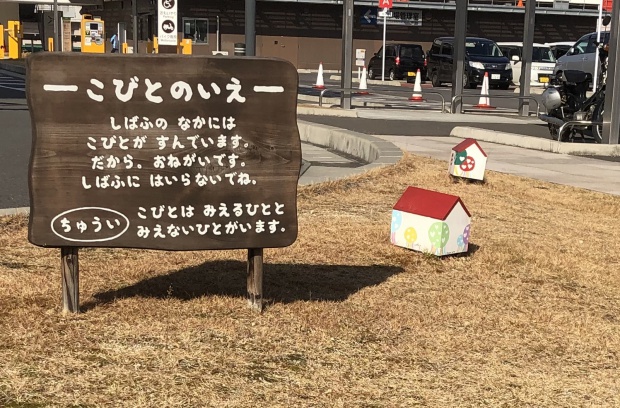 ー こびとのいえ ー
しばふの なかには
こびとが すんでいます。
だから、おねがいです。
しばふに はいらないでね。
ちゅうい
こびとは みえるひとと
みえないひとがいます。